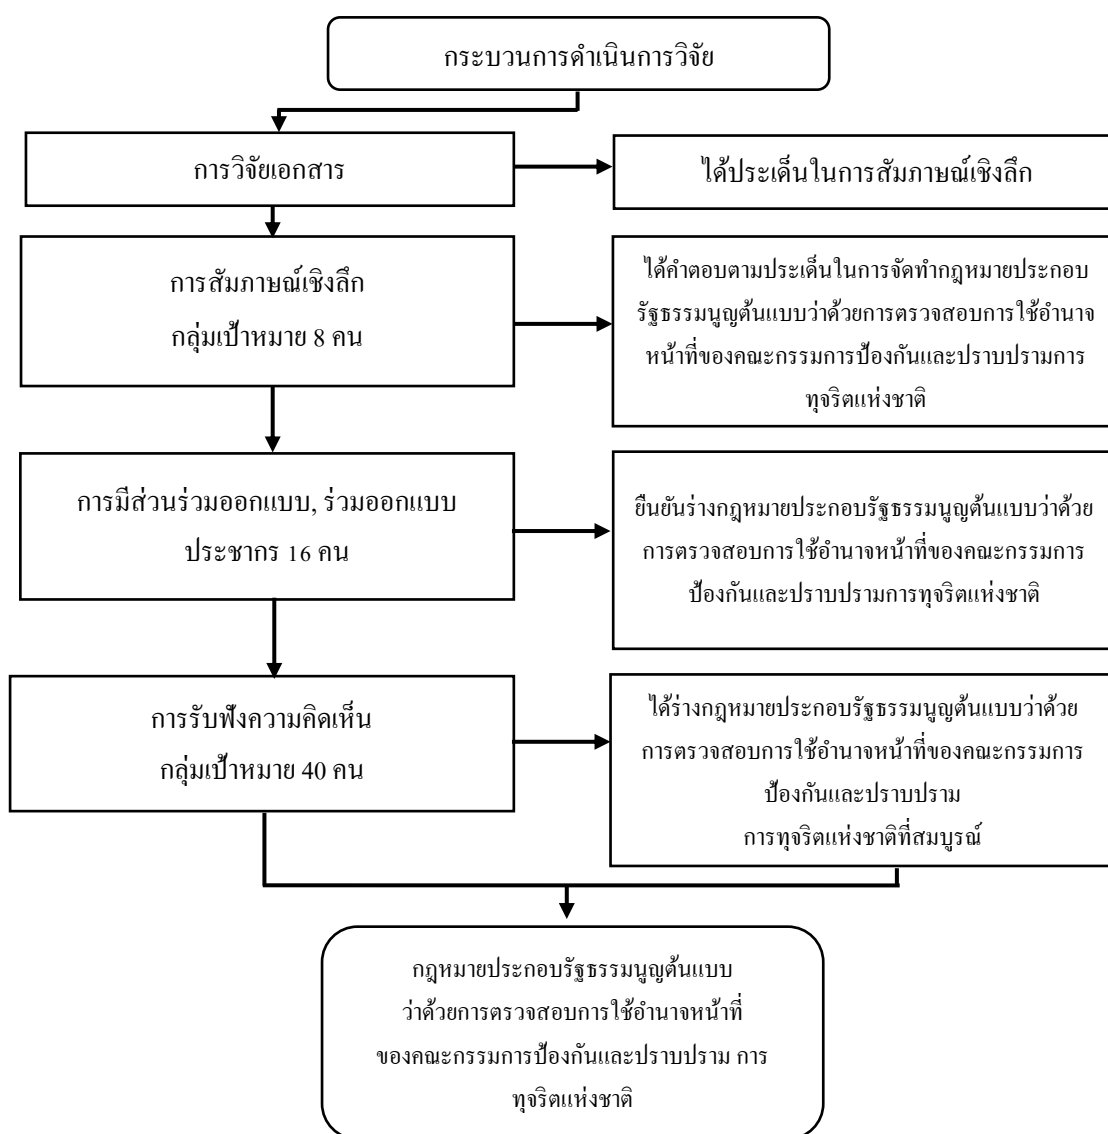 กระบวนการดำเนินการวิจัย
การวิจัยเอกสาร
ได้ประเด็นในการสัมภาษณ์เชิงลึก
การสัมภาษณ์เชิงลึก
กลุ่มเป้าหมาย 8 คน
ได้คำตอบตามประเด็นในการจัดทำกฎหมายประกอบ
รัฐธรรมนูญต้นแบบว่าด้วยการตรวจสอบการใช้อำนาจ
หน้าที่ของคณะกรรมการป้องกันและปราบปรามการ
ทุจริตแห่งชาติ
การมีส่วนร่วมออกแบบ, ร่วมออกแบบ
ประชากร 16 คน
ยืนยันร่างกฎหมายประกอบรัฐธรรมนูญต้นแบบว่าด้วย
การตรวจสอบการใช้อำนาจหน้าที่ของคณะกรรมการ
ป้องกันและปราบปรามการทุจริตแห่งชาติ
การรับฟังความคิดเห็น
กลุ่มเป้าหมาย 40 คน
ได้ร่างกฎหมายประกอบรัฐธรรมนูญต้นแบบว่าด้วย
การตรวจสอบการใช้อำนาจหน้าที่ของคณะกรรมการ
ป้องกันและปราบปราม
การทุจริตแห่งชาติที่สมบูรณ์
กฎหมายประกอบรัฐธรรมนูญต้นแบบ
ว่าด้วยการตรวจสอบการใช้อำนาจหน้าที่
ของคณะกรรมการป้องกันและปราบปราม การ
ทุจริตแห่งชาติ